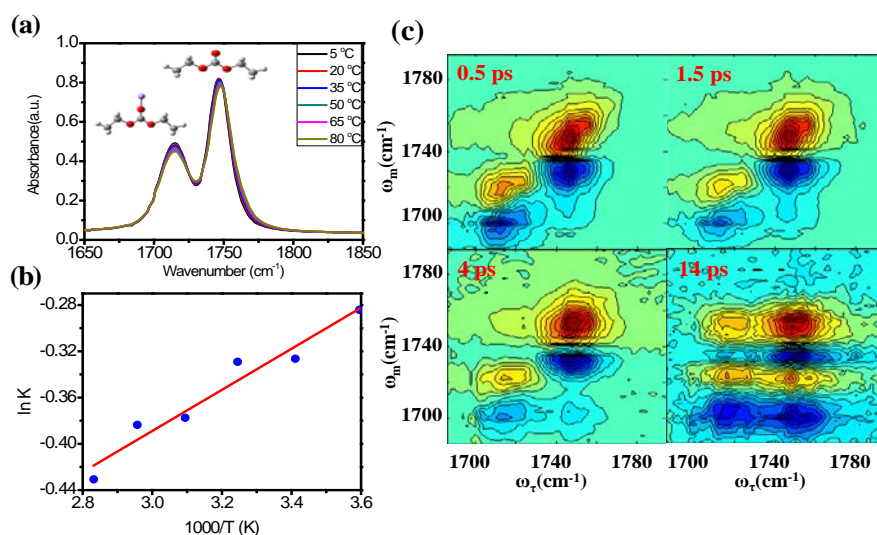 (a)
1.0
0.8
0.6
0.4
0.2
0.0
Absorbance(a.u.)
1650 1700 1750 1800 1850
Wavenumber (cm-1)
5 °C
20 °C
35 °C
50 °C
65 °C
80 °C
(b)
-0.28
-0.32
-0.36
-0.40
-0.44
ln K
2.8 3.0 3.2 3.4 3.6
1000/T (K)
(c)
0.5 ps 1.5 ps
1780
1740
1700
ωm(cm-1)
4 ps 14 ps
1780
1740
1700
ωm(cm-1)
1700 1740 1780 1700 1740 1780
ωτ(cm-1) ωτ(cm-1)